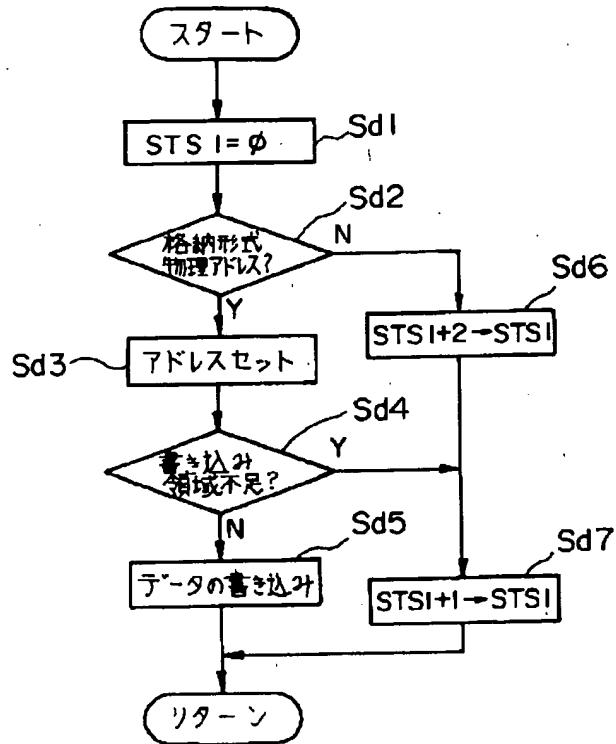 スタート
STS1=φ
Sd1
Sd2
格納形式
物理アドレス?
N
Y
Sd6
STS1+2→STS1
Sd3
アドレスセット
Sd4
書き込み
領域不足?
Y
N
Sd5
データの書き込み
Sd7
STS1+1→STS1
リターン